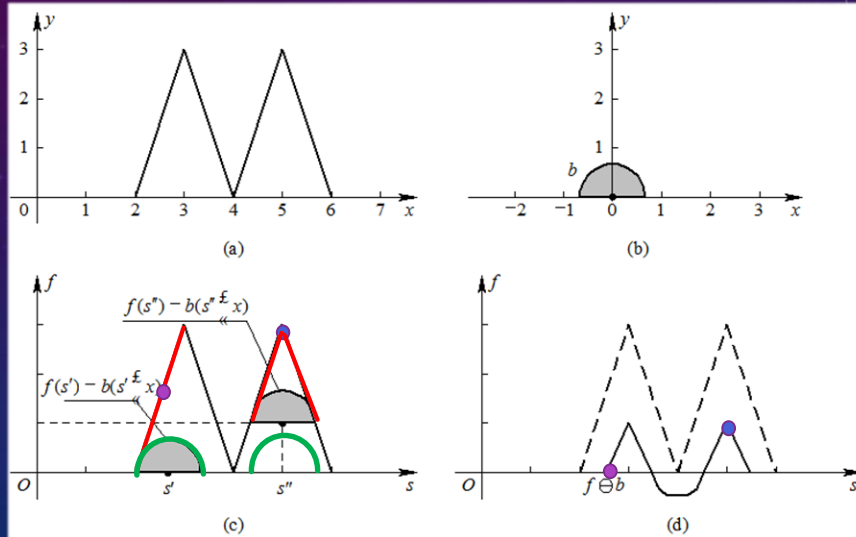 y
3
2
1
0 1 2 3 4 5 6 7 x
(a)
y
3
2
1
b
−2 −1 0 1 2 3 x
(b)
f
f(s″) − b(s″ £ x)
f(s′) − b(s′ £ x)
O s′ s″ s
(c)
f
O f ⊖ b s
(d)